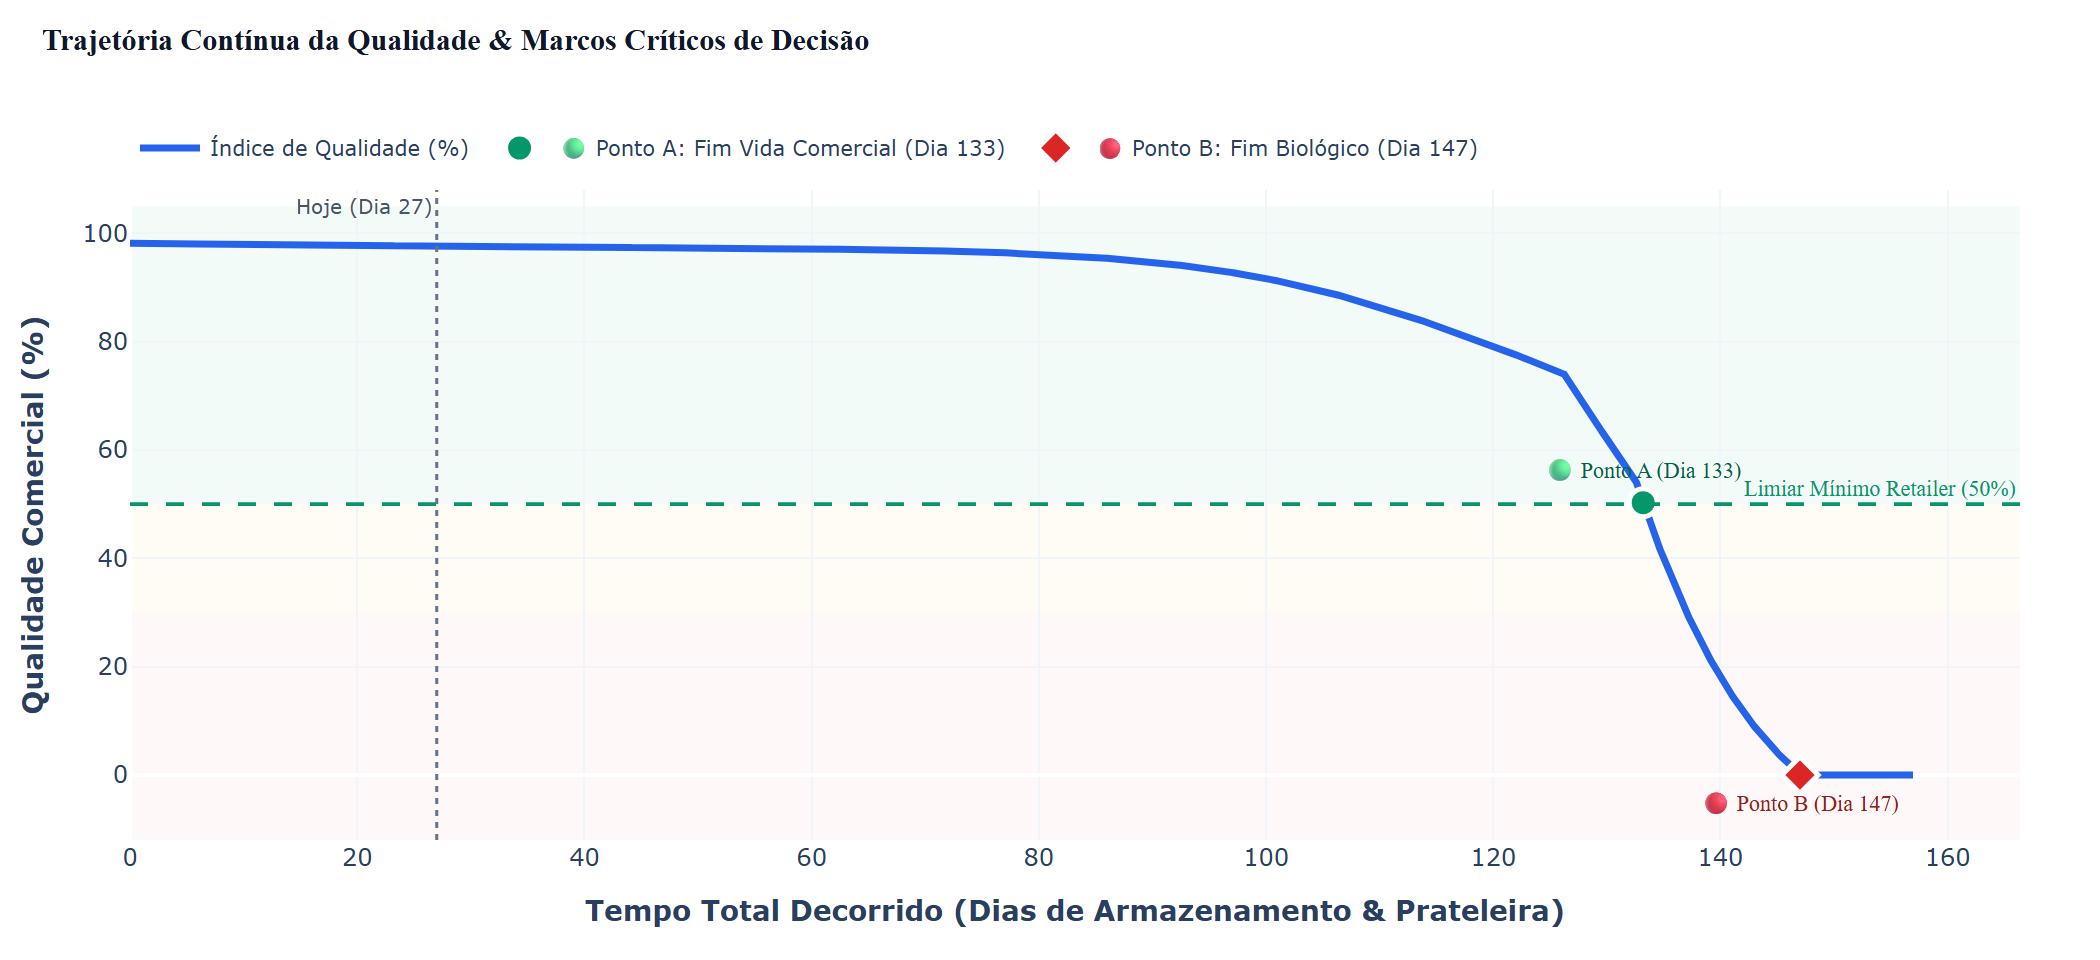 Trajetória Contínua da Qualidade & Marcos Críticos de Decisão
Índice de Qualidade (%)
Ponto A: Fim Vida Comercial (Dia 133)
Ponto B: Fim Biológico (Dia 147)
Hoje (Dia 27)
Qualidade Comercial (%)
100
80
60
40
20
0
Ponto A (Dia 133)
Limiar Mínimo Retailer (50%)
Ponto B (Dia 147)
0
20
40
60
80
100
120
140
160
Tempo Total Decorrido (Dias de Armazenamento & Prateleira)